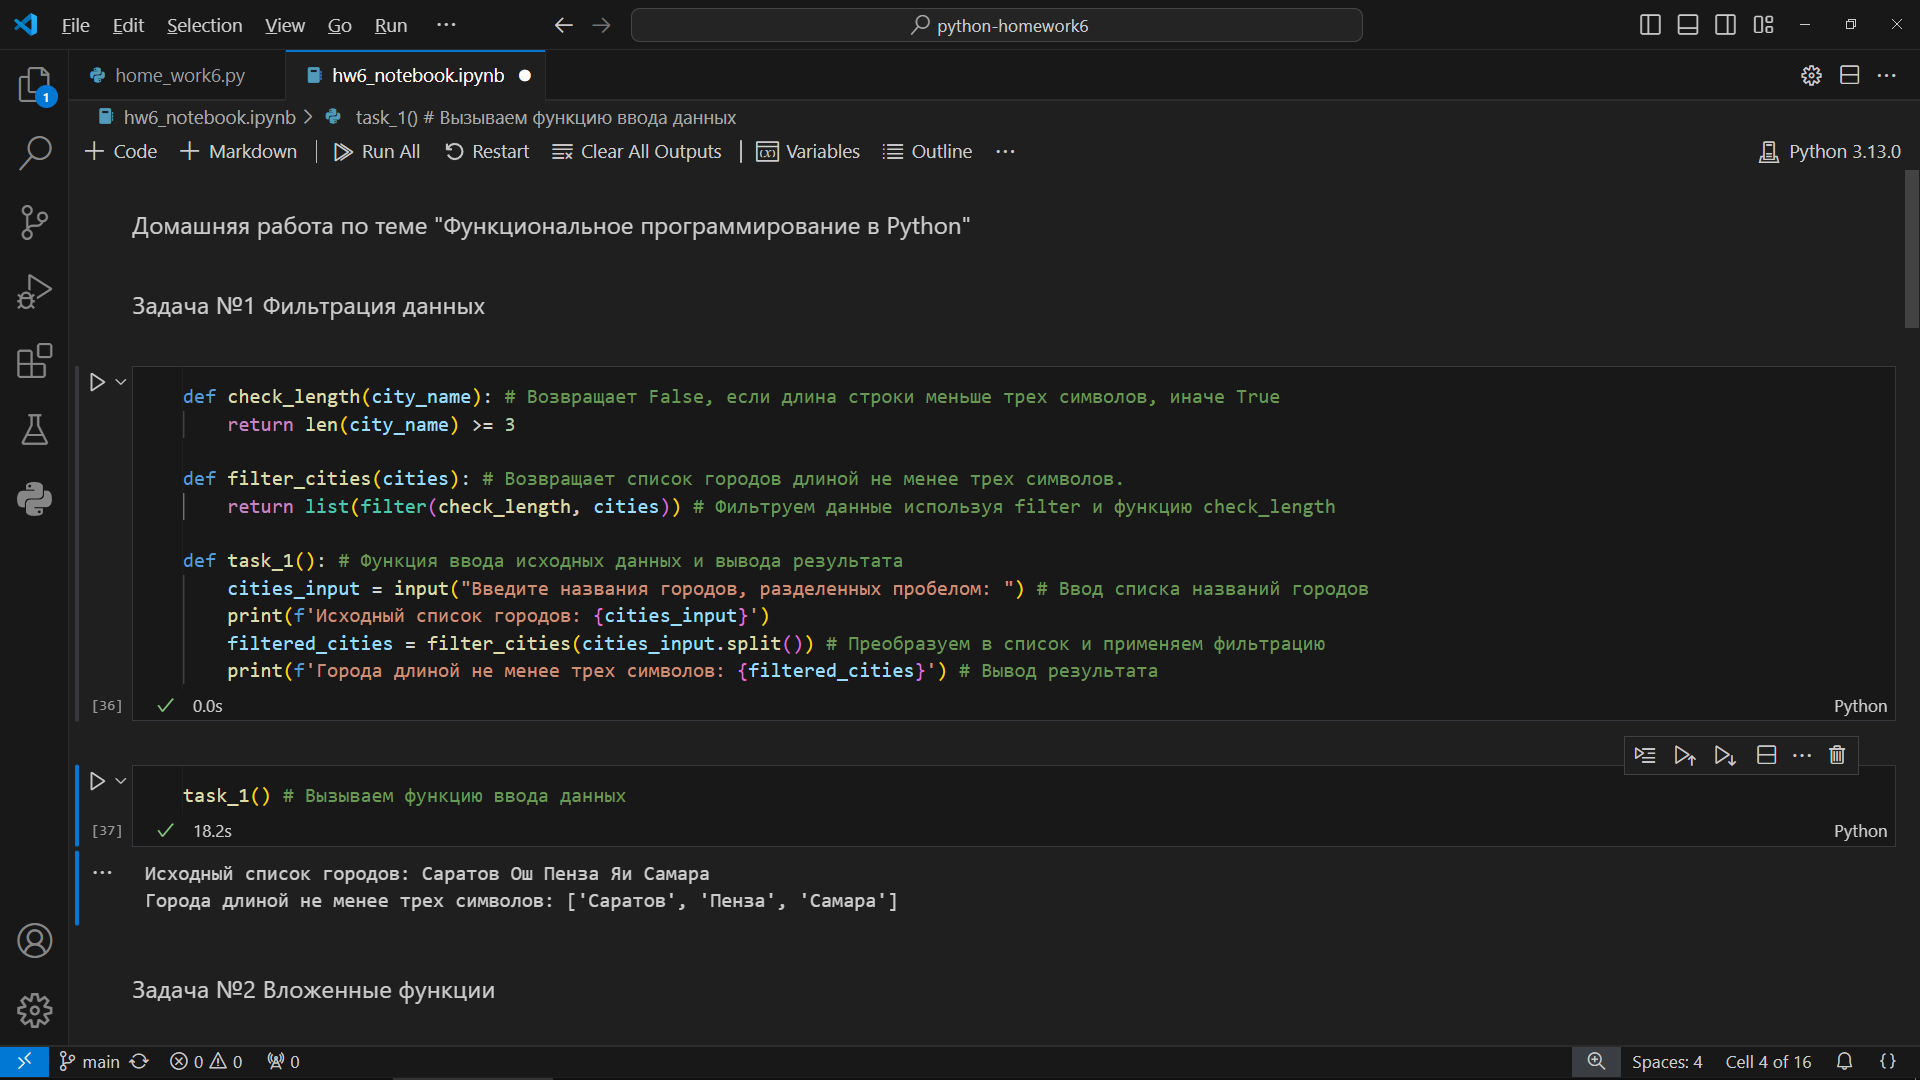 File Edit Selection View Go Run ···
python-homework6
home_work6.py
hw6_notebook.ipynb
1
hw6_notebook.ipynb > task_1() # Вызываем функцию ввода данных
+ Code + Markdown | Run All Restart Clear All Outputs | Variables Outline ··· Python 3.13.0
Домашняя работа по теме "Функциональное программирование в Python"
Задача №1 Фильтрация данных
def check_length(city_name): # Возвращает False, если длина строки меньше трех символов, иначе True
    return len(city_name) >= 3
def filter_cities(cities): # Возвращает список городов длиной не менее трех символов.
    return list(filter(check_length, cities)) # Фильтруем данные используя filter и функцию check_length
def task_1(): # Функция ввода исходных данных и вывода результата
    cities_input = input("Введите названия городов, разделенных пробелом: ") # Ввод списка названий городов
    print(f'Исходный список городов: {cities_input}')
    filtered_cities = filter_cities(cities_input.split()) # Преобразуем в список и применяем фильтрацию
    print(f'Города длиной не менее трех символов: {filtered_cities}') # Вывод результата
[36] 0.0s Python
task_1() # Вызываем функцию ввода данных
[37] 18.2s Python
Исходный список городов: Саратов Ош Пенза Яи Самара
Города длиной не менее трех символов: ['Саратов', 'Пенза', 'Самара']
Задача №2 Вложенные функции
main 0 0 0 Spaces: 4 Cell 4 of 16 {}